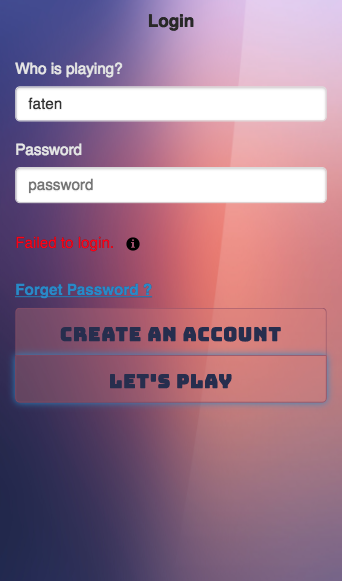 Login
Who is playing?
faten
Password
password
Failed to login.
Forget Password ?
CREATE AN ACCOUNT
LET'S PLAY